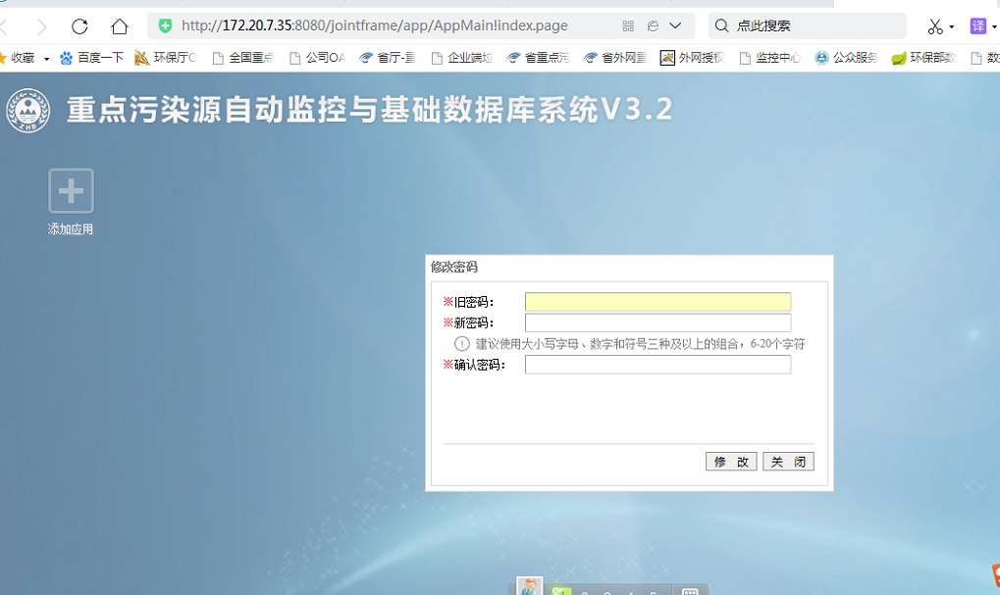 http://172.20.7.35:8080/jointframe/app/AppMain!index.page
点此搜索
译
收藏 百度一下 环保厅O 全国重点 公司OA 省厅-重 企业端 省重点污 省外网重 外网授权 监控中心 公众服务 环保部
ZHB
重点污染源自动监控与基础数据库系统V3.2
添加应用
修改密码
※旧密码：
※新密码：
建议使用大小写字母、数字和符号三种及以上的组合，6-20个字符
※确认密码：
修 改 关 闭